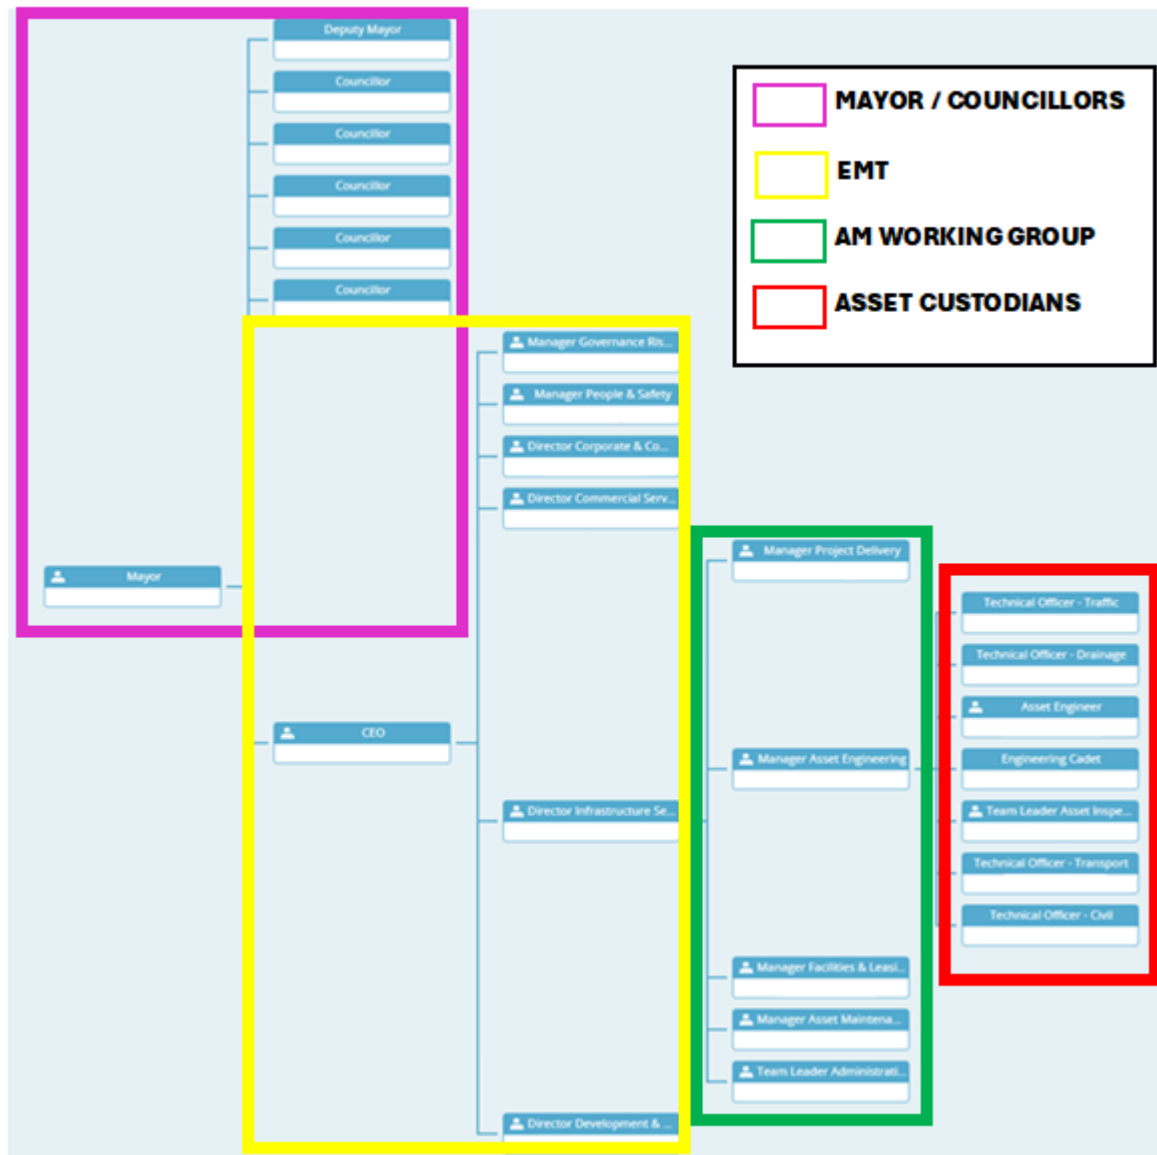 Deputy Mayor
Councillor
Councillor
Councillor
Councillor
Councillor
Mayor
CEO
Manager Governance Ris...
Manager People & Safety
Director Corporate & Co...
Director Commercial Serv...
Director Infrastructure Se...
Director Development & ...
Manager Project Delivery
Manager Asset Engineering
Manager Facilities & Leasi...
Manager Asset Maintena...
Team Leader Administrati...
Technical Officer - Traffic
Technical Officer - Drainage
Asset Engineer
Engineering Cadet
Team Leader Asset Inspe...
Technical Officer - Transport
Technical Officer - Civil
MAYOR / COUNCILLORS
EMT
AM WORKING GROUP
ASSET CUSTODIANS